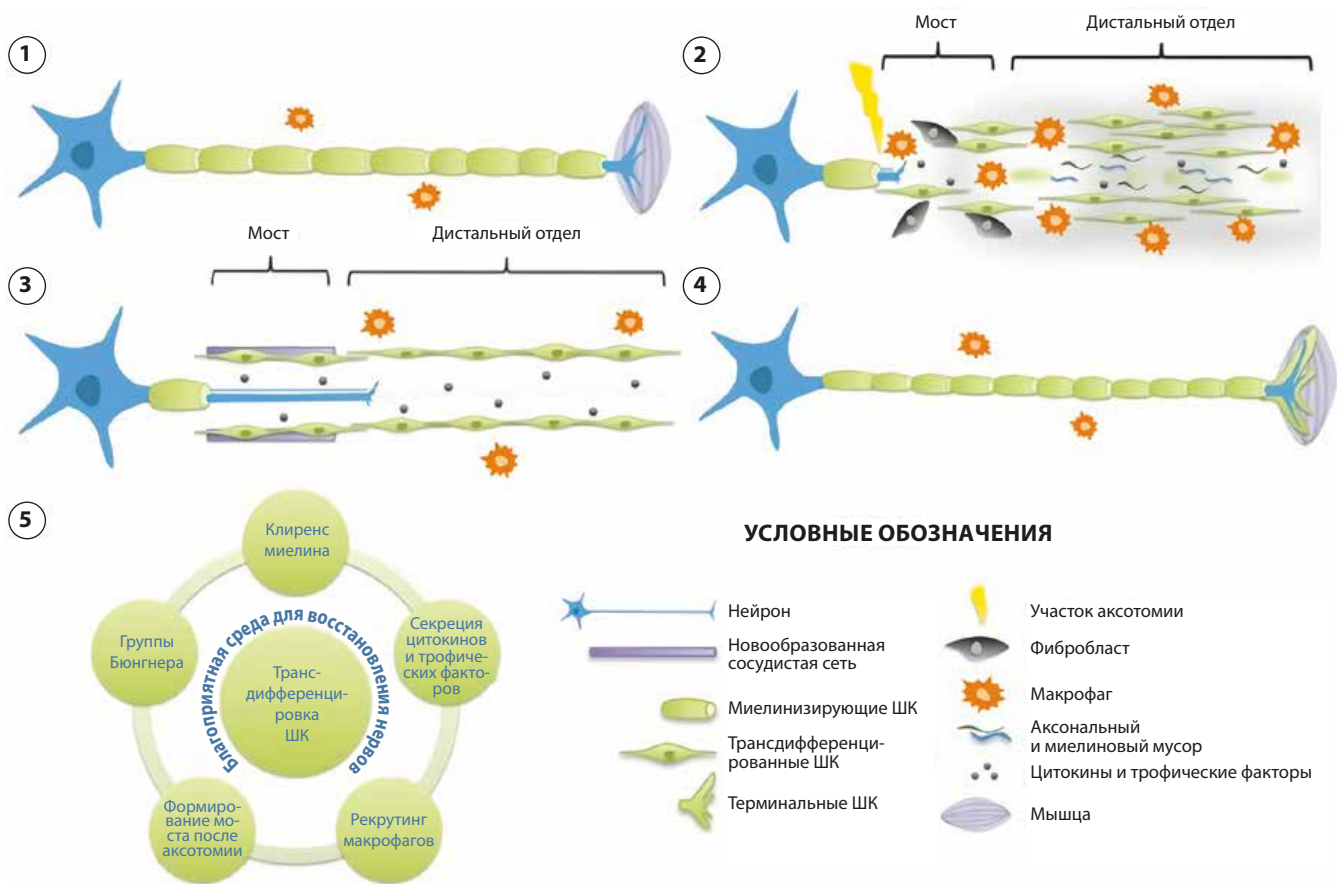 1
2
Мост
Дистальный отдел
Мост
Дистальный отдел
3
4
5
Клиренс
миелина
Группы
Бюнгнера
Секреция
цитокинов
и трофиче-
ских факто-
ров
Благоприятная среда для восстановления нервов
Транс-
дифференци-
ровка
ШК
Формиро-
вание мо-
ста после
аксотомии
Рекрутинг
макрофагов
УСЛОВНЫЕ ОБОЗНАЧЕНИЯ
Нейрон
Новообразованная
сосудистая сеть
Миелинизирующие ШК
Трансдифференци-
рованные ШК
Терминальные ШК
Участок аксотомии
Фибробласт
Макрофаг
Аксональный
и миелиновый мусор
Цитокины и трофические факторы
Мышца